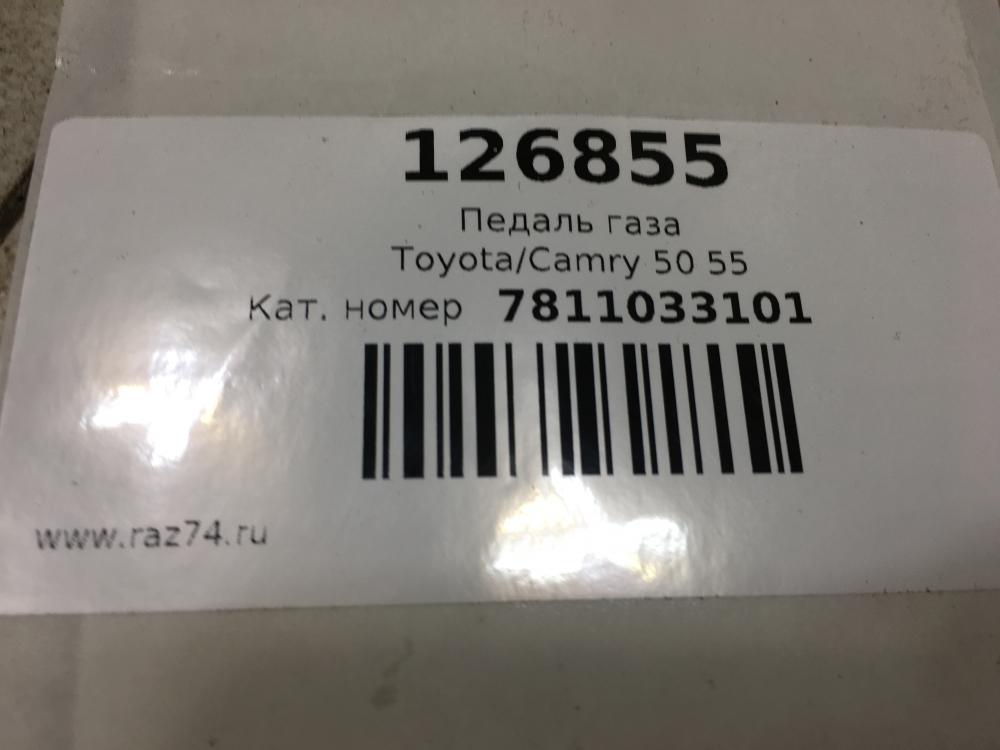 126855
Педаль газа
Toyota/Camry 50 55
Кат. номер 7811033101
www.raz74.ru